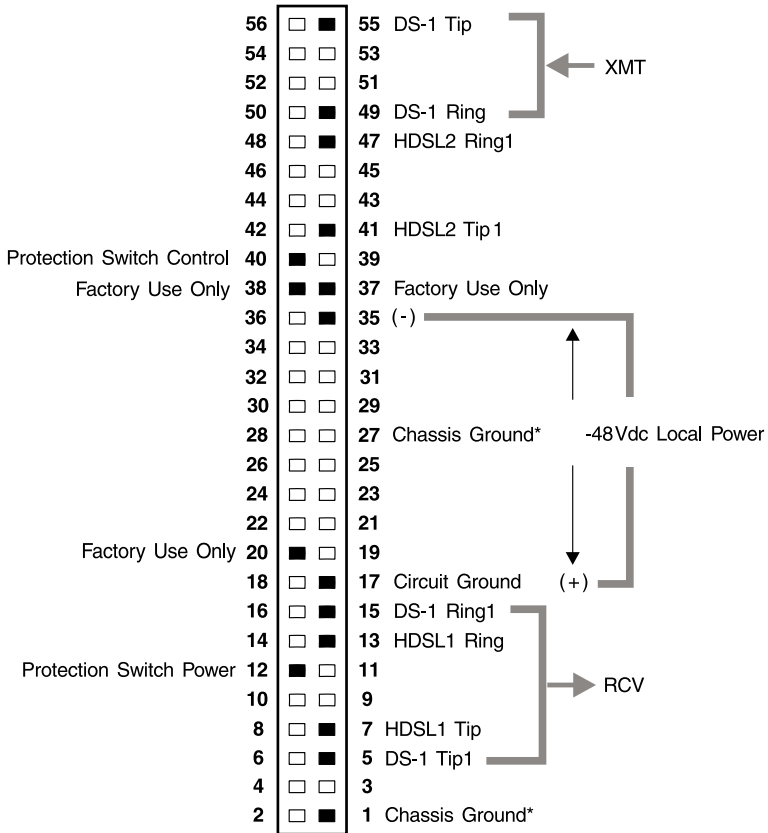 56 55 DS-1 Tip
54 53
52 51
XMT
50 49 DS-1 Ring
48 47 HDSL2 Ring1
46 45
44 43
42 41 HDSL2 Tip1
Protection Switch Control 40 39
Factory Use Only 38 37 Factory Use Only
36 35 (-)
34 33
32 31
30 29
28 27 Chassis Ground* -48Vdc Local Power
26 25
24 23
22 21
Factory Use Only 20 19
18 17 Circuit Ground (+)
16 15 DS-1 Ring1
14 13 HDSL1 Ring
Protection Switch Power 12 11
RCV
10 9
8 7 HDSL1 Tip
6 5 DS-1 Tip1
4 3
2 1 Chassis Ground*